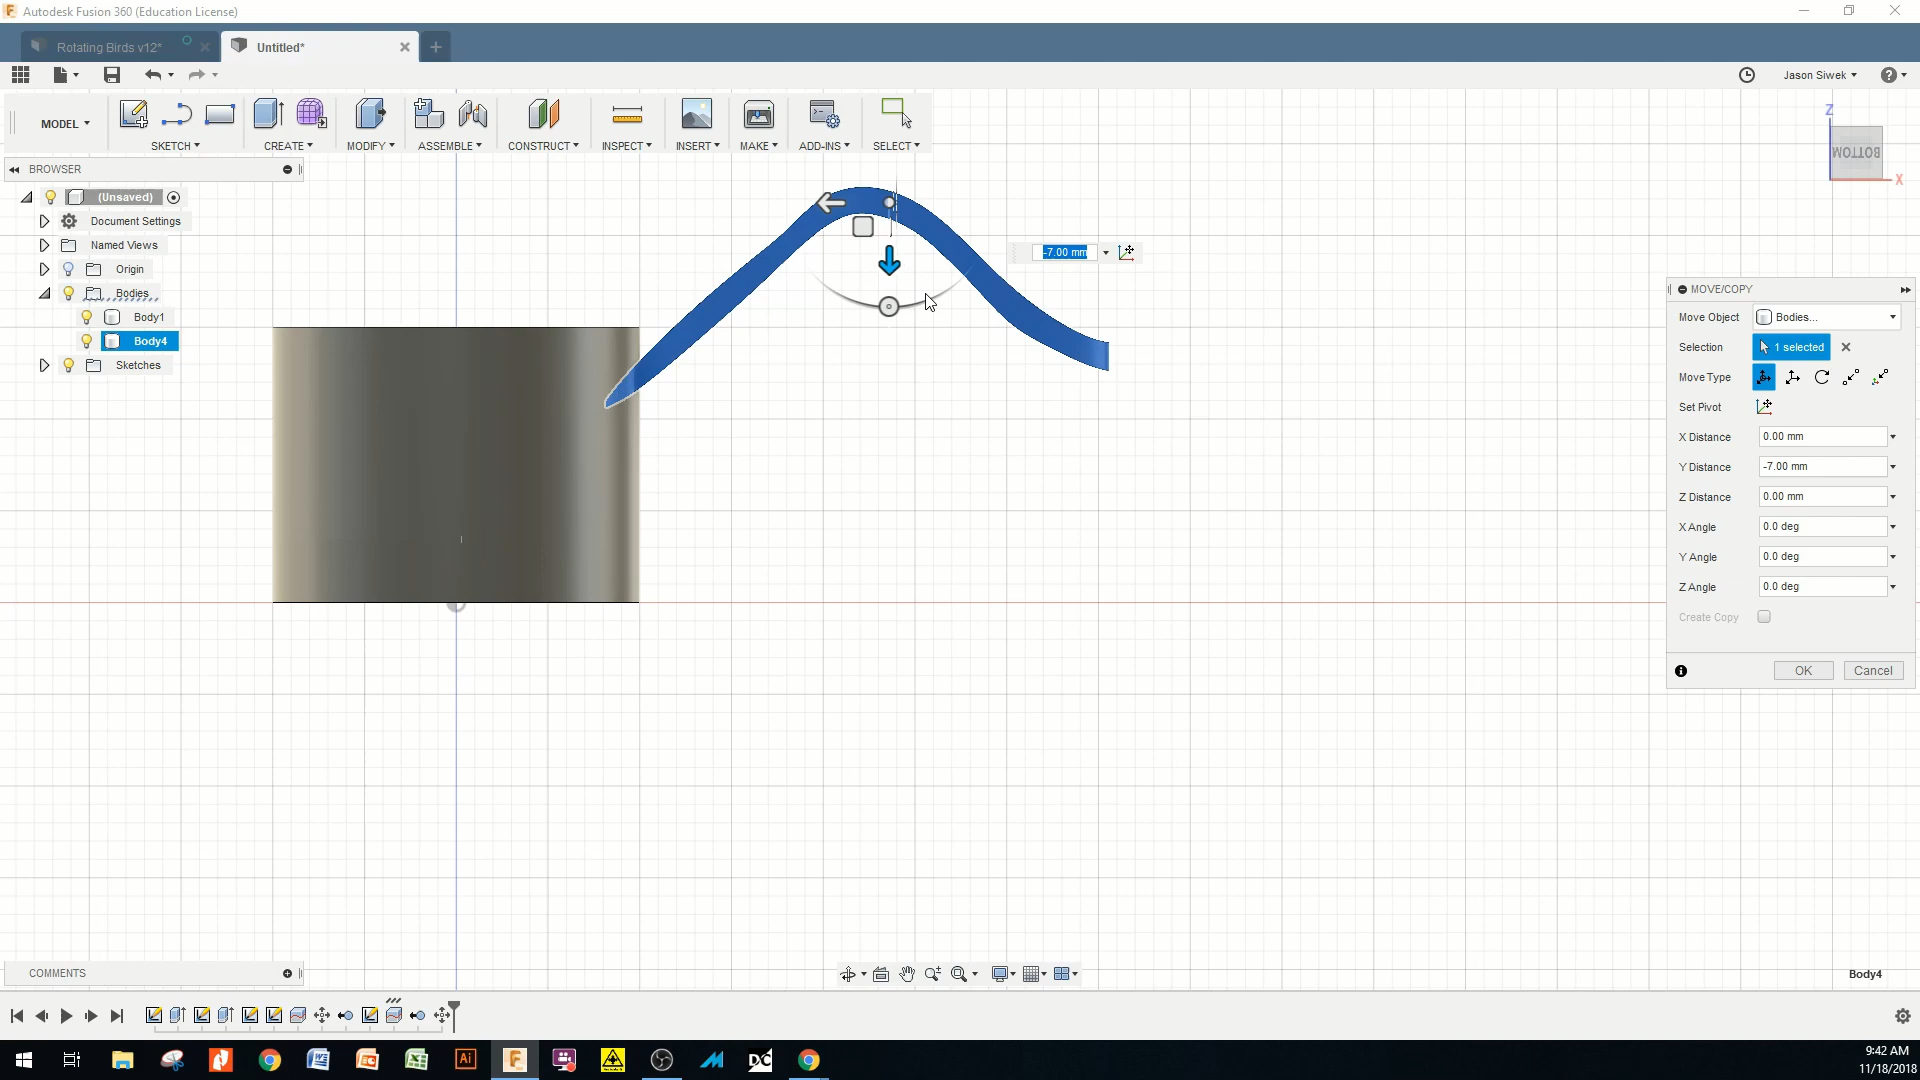 Autodesk Fusion 360 (Education License)
Rotating Birds v12*
Untitled*
Jason Siwek
MODEL
SKETCH
CREATE
MODIFY
ASSEMBLE
CONSTRUCT
INSPECT
INSERT
MAKE
ADD-INS
SELECT
Z
BOTTOM
X
BROWSER
(Unsaved)
Document Settings
Named Views
Origin
Bodies
Body1
Body4
Sketches
-7.00 mm
MOVE/COPY
Move Object Bodies...
Selection 1 selected
Move Type
Set Pivot
X Distance 0.00 mm
Y Distance -7.00 mm
Z Distance 0.00 mm
X Angle 0.0 deg
Y Angle 0.0 deg
Z Angle 0.0 deg
Create Copy
OK Cancel
COMMENTS
Body4
Ai
DC
9:42 AM
11/18/2018